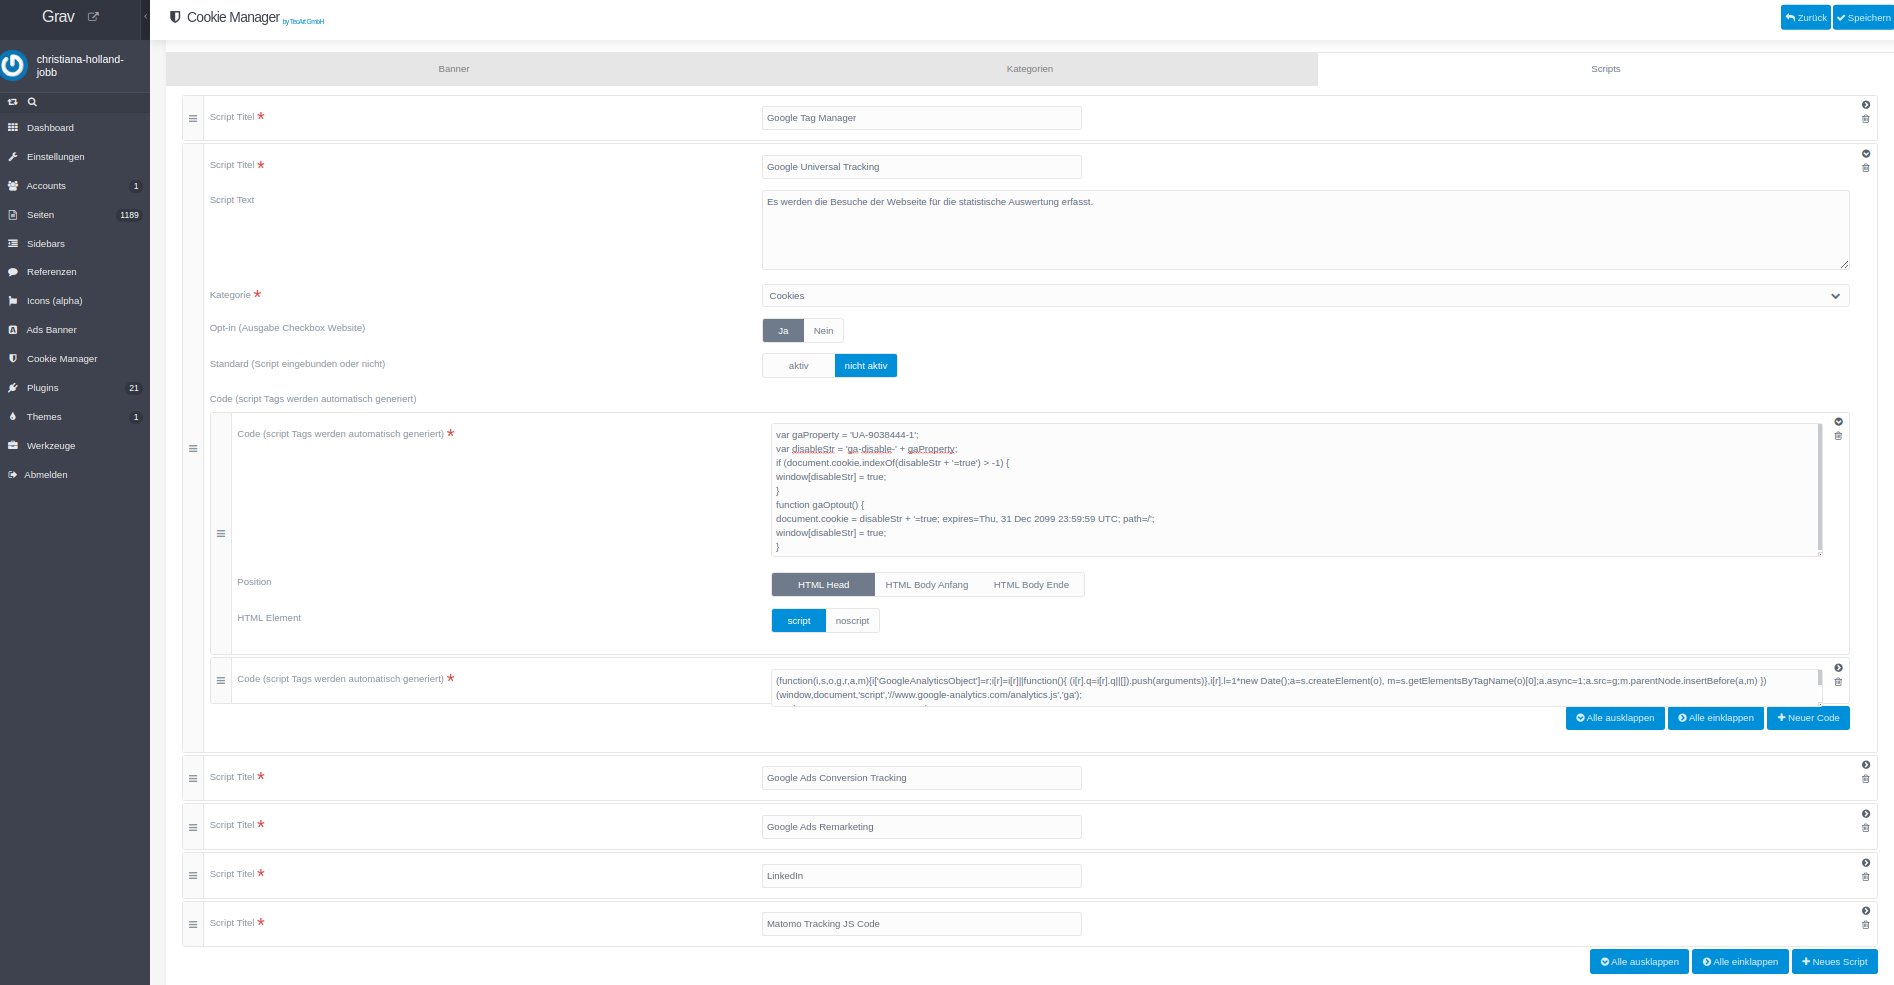 Grav
Cookie Manager by TecArt GmbH
Zurück
Speichern
christiana-holland-
jobb
Dashboard
Einstellungen
Accounts 1
Seiten 1189
Sidebars
Referenzen
Icons (alpha)
Ads Banner
Cookie Manager
Plugins 21
Themes 1
Werkzeuge
Abmelden
Banner
Kategorien
Scripts
Script Titel * Google Tag Manager
Script Titel * Google Universal Tracking
Script Text Es werden die Besuche der Webseite für die statistische Auswertung erfasst.
Kategorie * Cookies
Opt-in (Ausgabe Checkbox Website) Ja Nein
Standard (Script eingebunden oder nicht) aktiv nicht aktiv
Code (script Tags werden automatisch generiert)
Code (script Tags werden automatisch generiert) *
var gaProperty = 'UA-9038444-1';
var disableStr = 'ga-disable-' + gaProperty;
if (document.cookie.indexOf(disableStr + '=true') > -1) {
window[disableStr] = true;
}
function gaOptout() {
document.cookie = disableStr + '=true; expires=Thu, 31 Dec 2099 23:59:59 UTC; path=/';
window[disableStr] = true;
}
Position HTML Head HTML Body Anfang HTML Body Ende
HTML Element script noscript
Code (script Tags werden automatisch generiert) *
(function(i,s,o,g,r,a,m){i['GoogleAnalyticsObject']=r;i[r]=i[r]||function(){ (i[r].q=i[r].q||[]).push(arguments)},i[r].l=1*new Date();a=s.createElement(o), m=s.getElementsByTagName(o)[0];a.async=1;a.src=g;m.parentNode.insertBefore(a,m) })
(window,document,'script','//www.google-analytics.com/analytics.js','ga');
Alle ausklappen Alle einklappen Neuer Code
Script Titel * Google Ads Conversion Tracking
Script Titel * Google Ads Remarketing
Script Titel * LinkedIn
Script Titel * Matomo Tracking JS Code
Alle ausklappen Alle einklappen Neues Script